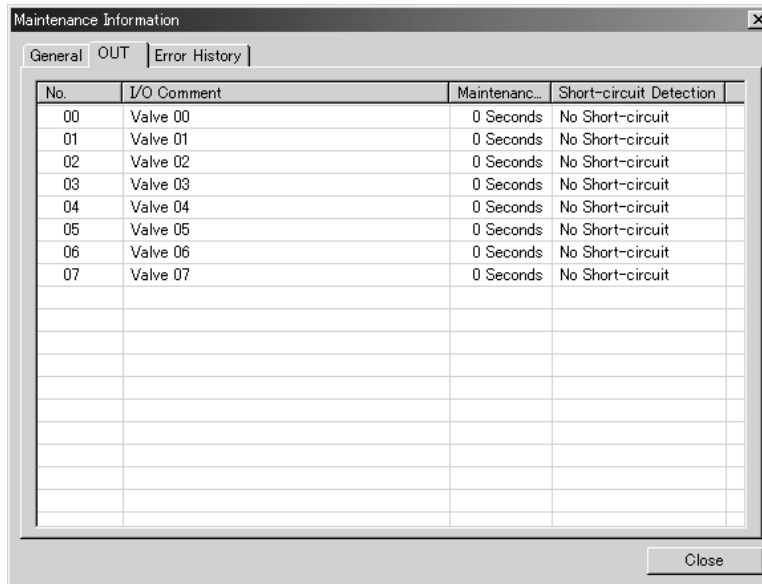 Maintenance Information
General OUT Error History
No. I/O Comment Maintenanc... Short-circuit Detection
00 Valve 00 0 Seconds No Short-circuit
01 Valve 01 0 Seconds No Short-circuit
02 Valve 02 0 Seconds No Short-circuit
03 Valve 03 0 Seconds No Short-circuit
04 Valve 04 0 Seconds No Short-circuit
05 Valve 05 0 Seconds No Short-circuit
06 Valve 06 0 Seconds No Short-circuit
07 Valve 07 0 Seconds No Short-circuit
Close